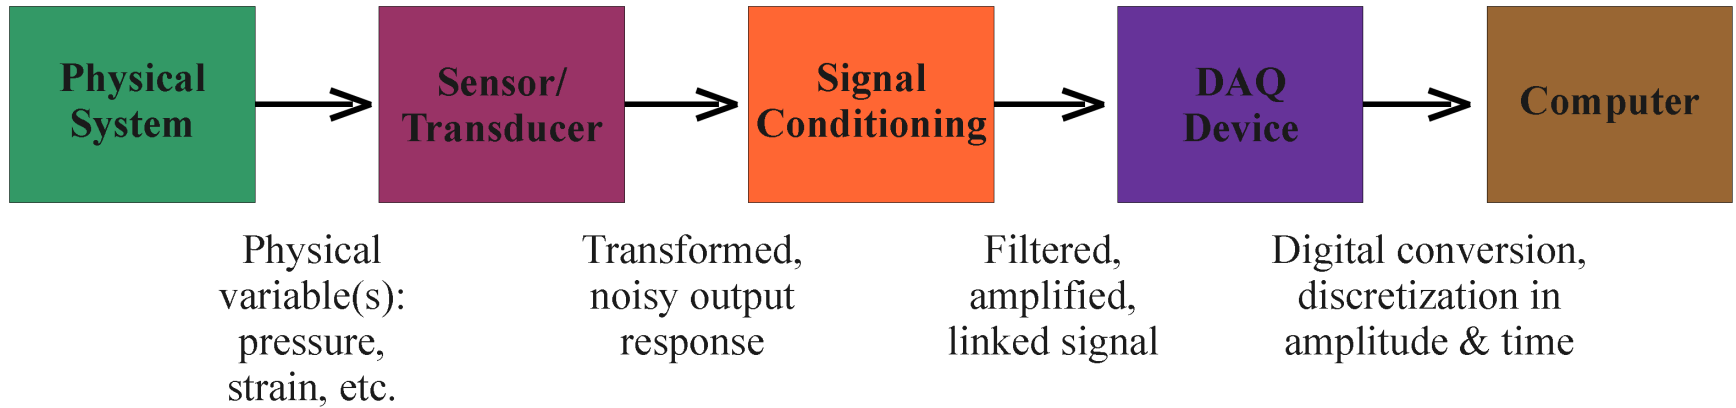 Physical
System
Sensor/
Transducer
Signal
Conditioning
DAQ
Device
Computer
Physical
variable(s):
pressure,
strain, etc.
Transformed,
noisy output
response
Filtered,
amplified,
linked signal
Digital conversion,
discretization in
amplitude & time